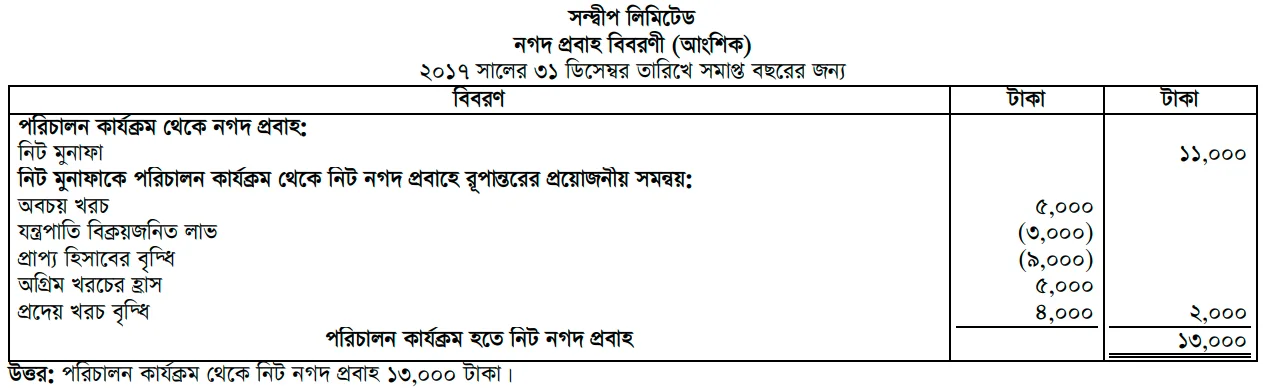 সন্দ্বীপ লিমিটেড
নগদ প্রবাহ বিবরণী (আংশিক)
২০১৭ সালের ৩১ ডিসেম্বর তারিখে সমাপ্ত বছরের জন্য
বিবরণ টাকা টাকা
পরিচালন কার্যক্রম থেকে নগদ প্রবাহ:
নিট মুনাফা ১১,০০০
নিট মুনাফাকে পরিচালন কার্যক্রম থেকে নিট নগদ প্রবাহে রূপান্তরের প্রয়োজনীয় সমন্বয়:
অবচয় খরচ ৫,০০০
যন্ত্রপাতি বিক্রয়জনিত লাভ (৩,০০০)
প্রাপ্য হিসাবের বৃদ্ধি (৯,০০০)
অগ্রিম খরচের হ্রাস ৫,০০০
প্রদেয় খরচ বৃদ্ধি ৪,০০০ ২,০০০
পরিচালন কার্যক্রম হতে নিট নগদ প্রবাহ ১৩,০০০
উত্তর: পরিচালন কার্যক্রম থেকে নিট নগদ প্রবাহ ১৩,০০০ টাকা।